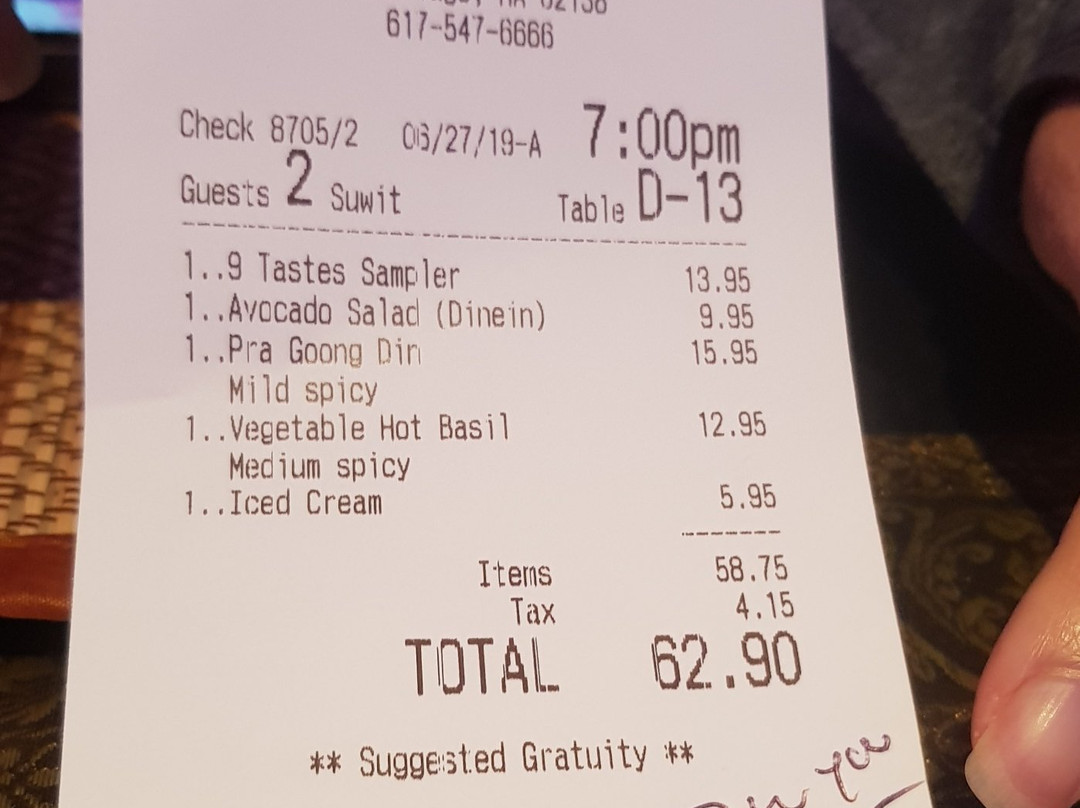 MA 02138
617-547-6666
Check 8705/2 06/27/19-A 7:00pm
Guests 2 Suwit Table D-13
1..9 Tastes Sampler 13.95
1..Avocado Salad (Dinein) 9.95
1..Pra Goong Din 15.95
Mild spicy
1..Vegetable Hot Basil 12.95
Medium spicy
1..Iced Cream 5.95
Items 58.75
Tax 4.15
TOTAL 62.90
** Suggested Gratuity **
you